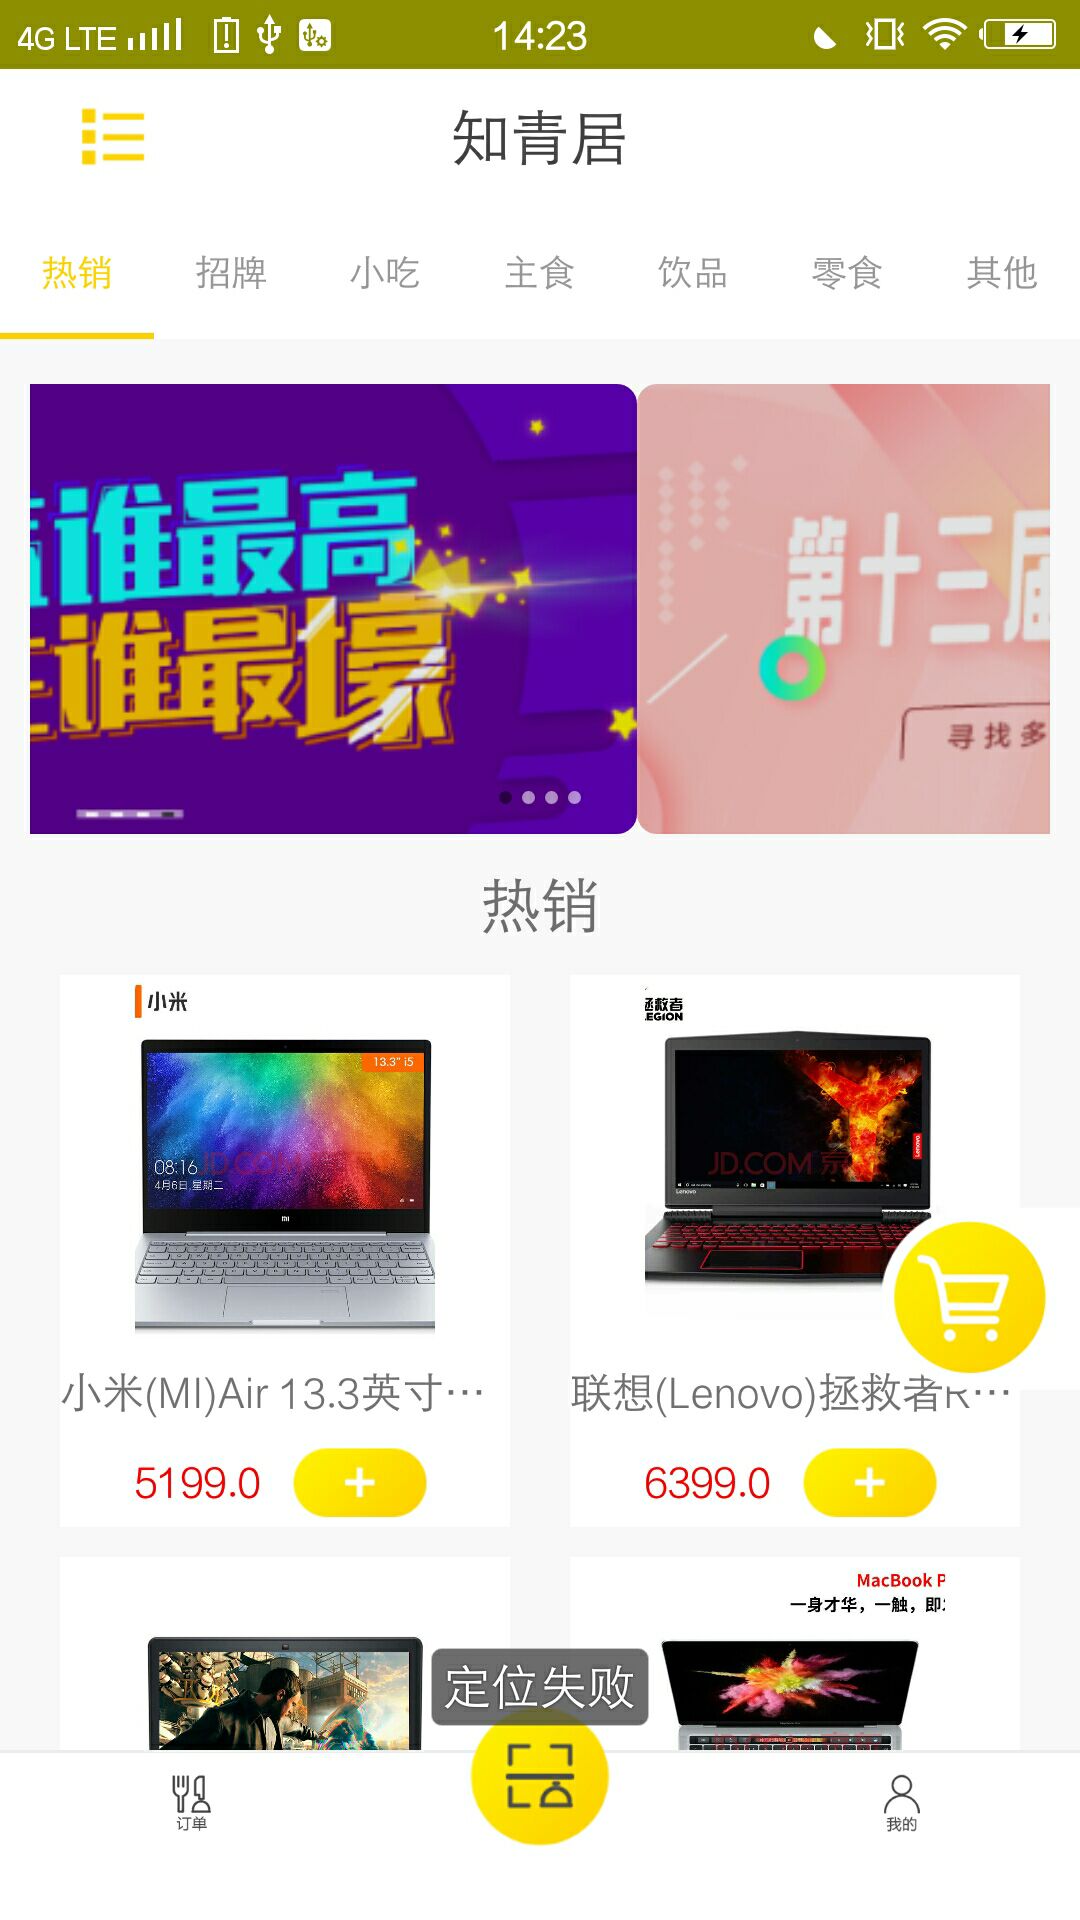 4G LTE 14:23
知青居
热销 招牌 小吃 主食 饮品 零食 其他
谁最高
谁最壕
第十三届
寻找多
热销
小米
13.3" i5
08:16
4月6日,星期二
JD.COM
mi
拯救者
LEGION
JD.COM 京
Lenovo
小米(MI)Air 13.3英寸…
联想(Lenovo)拯救者R…
5199.0 +
6399.0 +
MacBook P
一身才华，一触，即
定位失败
订单
我的